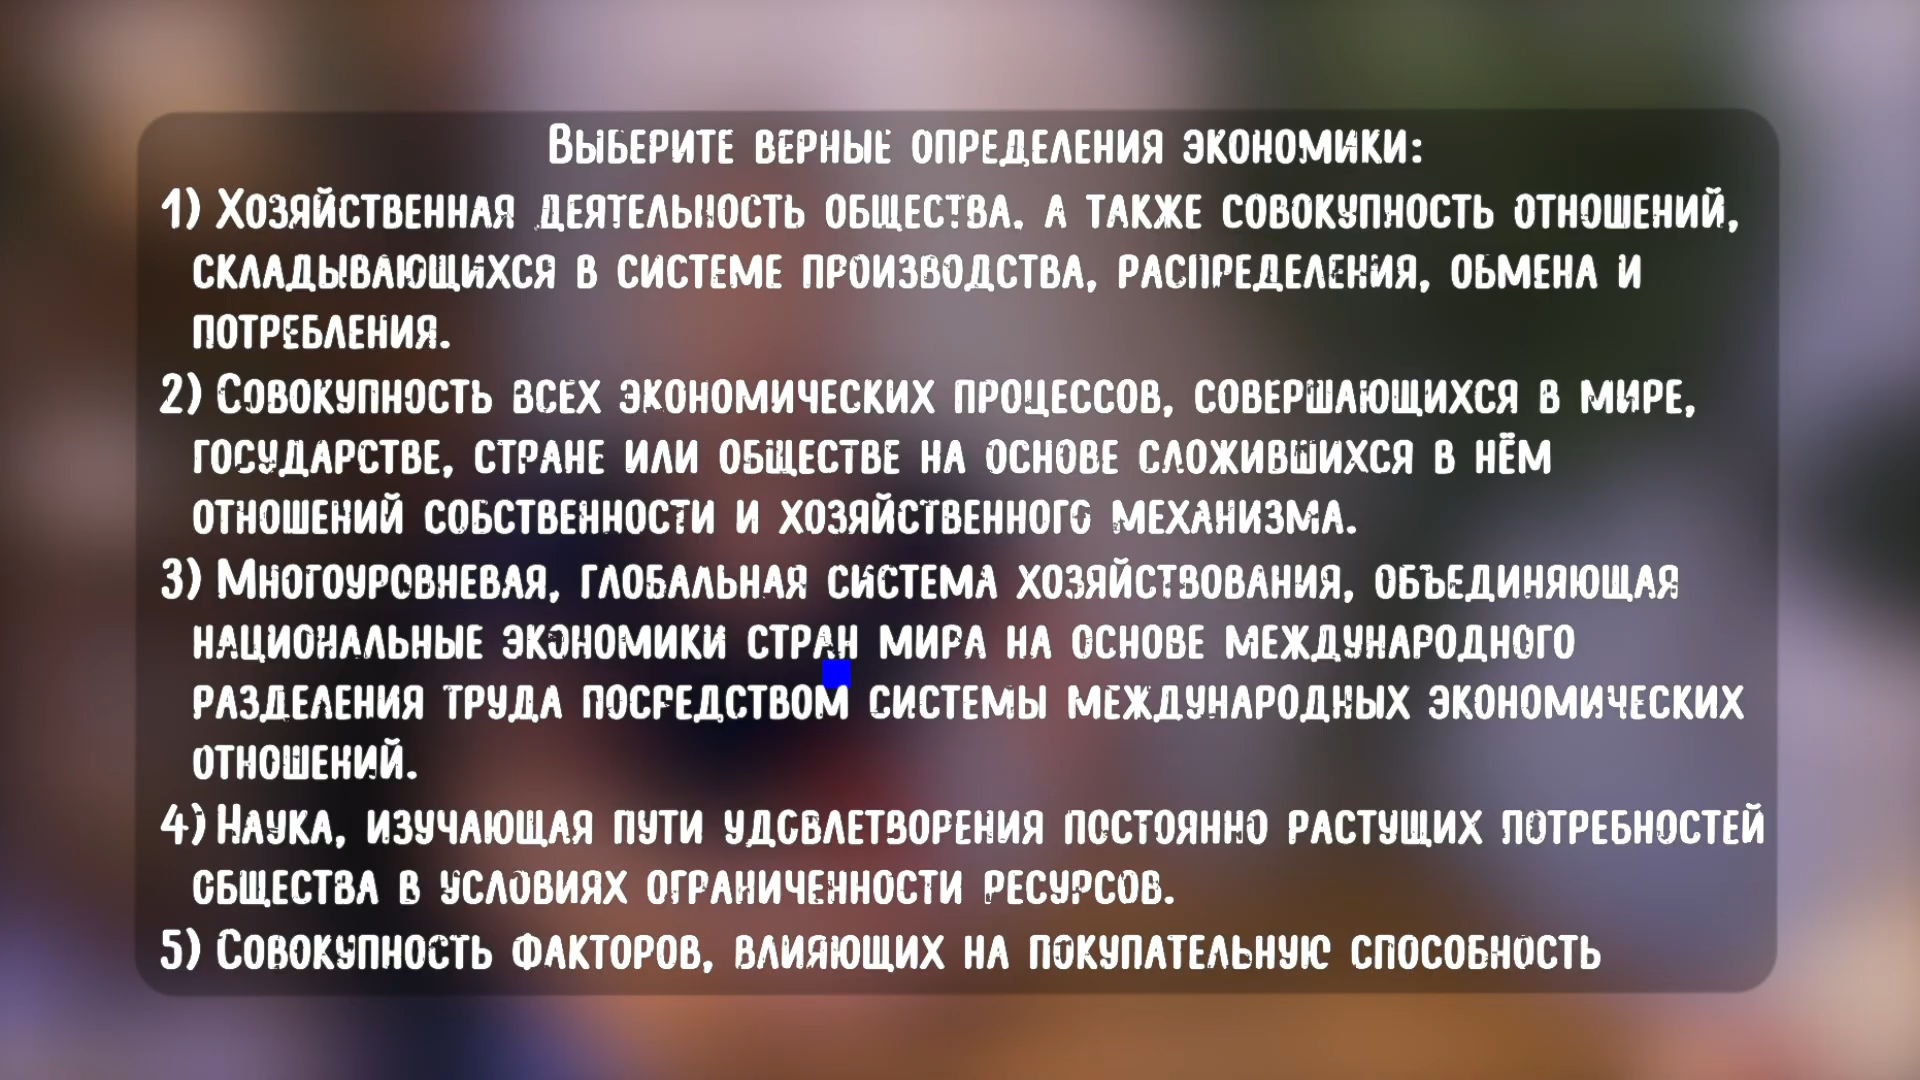 Выберите верные определения экономики:
1) Хозяйственная деятельность общества, а также совокупность отношений,
складывающихся в системе производства, распределения, обмена и
потребления.
2) Совокупность всех экономических процессов, совершающихся в мире,
государстве, стране или обществе на основе сложившихся в нём
отношений собственности и хозяйственного механизма.
3) Многоуровневая, глобальная система хозяйствования, объединяющая
национальные экономики стран мира на основе международного
разделения труда посредством системы международных экономических
отношений.
4) Наука, изучающая пути удовлетворения постоянно растущих потребностей
общества в условиях ограниченности ресурсов.
5) Совокупность факторов, влияющих на покупательную способность